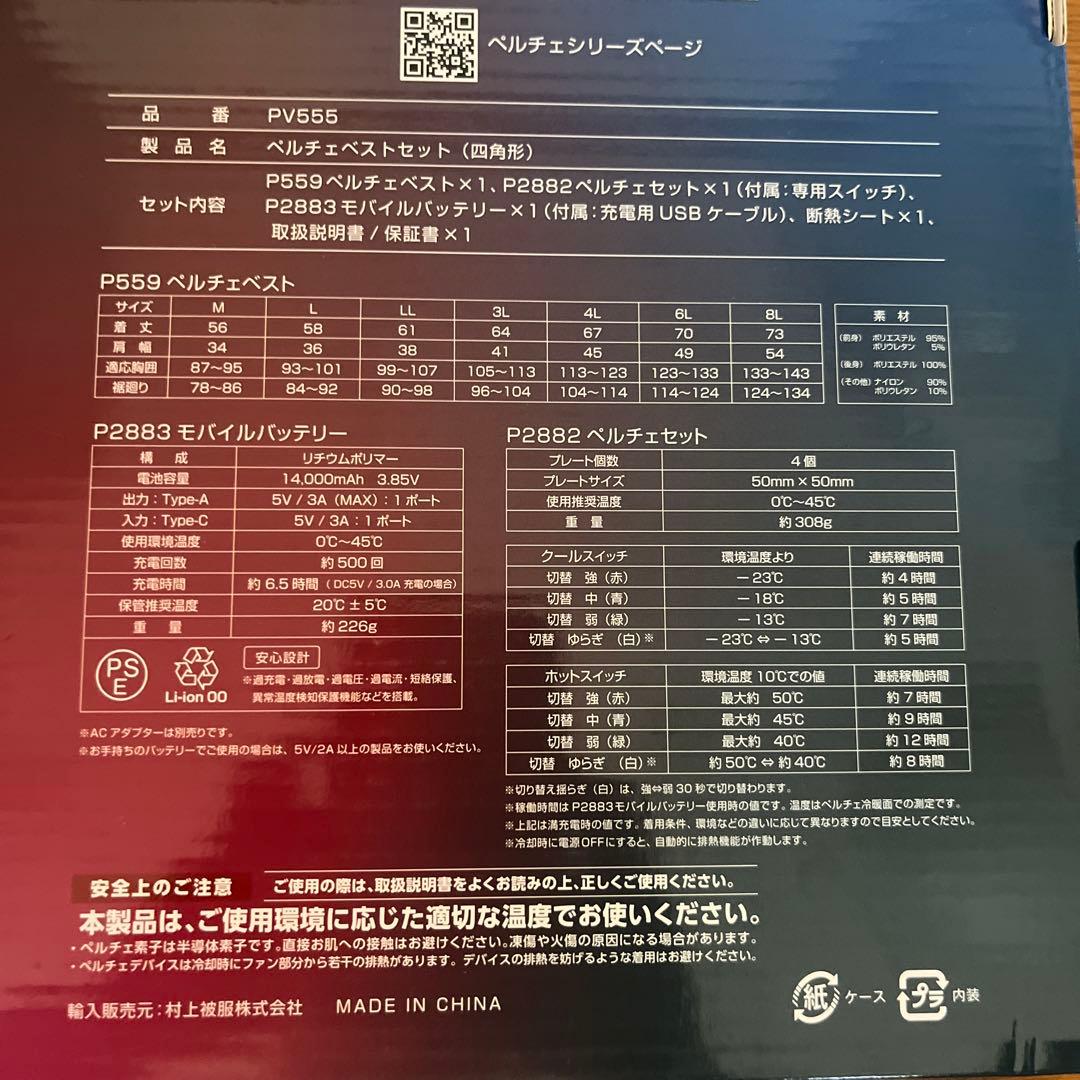 ペルチェシリーズページ
品番 PV555
製品名 ペルチェベストセット（四角形）
セット内容 P559ペルチェベスト×1、P2882ペルチェセット×1（付属：専用スイッチ）、
P2883モバイルバッテリー×1（付属：充電用USBケーブル）、断熱シート×1、
取扱説明書/保証書×1
P559ペルチェベスト
サイズ M L LL 3L 4L 6L 8L
着丈 56 58 61 64 67 70 73
肩幅 34 36 38 41 45 49 54
適応胸囲 87～95 93～101 99～107 105～113 113～123 123～133 133～143
裾廻り 78～86 84～92 90～98 96～104 104～114 114～124 124～134
素材
（前身）ポリエステル 95%
ポリウレタン 5%
（後身）ポリエステル 100%
（その他）ナイロン 90%
ポリウレタン 10%
P2883モバイルバッテリー
構成 リチウムポリマー
電池容量 14,000mAh 3.85V
出力：Type-A 5V/3A（MAX）：1ポート
入力：Type-C 5V/3A：1ポート
使用環境温度 0℃～45℃
充電回数 約500回
充電時間 約6.5時間（DC5V/3.0A充電の場合）
保管推奨温度 20℃±5℃
重量 約226g
PS
E
Li-ion 00
安心設計
※過充電・過放電・過電圧・過電流・短絡保護、
異常温度検知保護機能などを搭載。
※ACアダプターは別売りです。
※お手持ちのバッテリーでご使用の場合は、5V/2A以上の製品をお使いください。
P2882ペルチェセット
プレート個数 4個
プレートサイズ 50mm×50mm
使用推奨温度 0℃～45℃
重量 約308g
クールスイッチ 環境温度より 連続稼働時間
切替 強（赤） －23℃ 約4時間
切替 中（青） －18℃ 約5時間
切替 弱（緑） －13℃ 約7時間
切替 ゆらぎ（白）※ －23℃⇔－13℃ 約5時間
ホットスイッチ 環境温度10℃での値 連続稼働時間
切替 強（赤） 最大約 50℃ 約7時間
切替 中（青） 最大約 45℃ 約9時間
切替 弱（緑） 最大約 40℃ 約12時間
切替 ゆらぎ（白）※ 約50℃⇔約40℃ 約8時間
※切り替え揺らぎ（白）は、強⇔弱30秒で切り替わります。
※稼働時間はP2883モバイルバッテリー使用時の値です。温度はペルチェ冷暖面での測定です。
※上記は満充電時の値です。着用条件、環境などの違いに応じて異なりますので目安としてください。
※冷却時に電源OFFにすると、自動的に排熱機能が作動します。
安全上のご注意 ご使用の際は、取扱説明書をよくお読みの上、正しくご使用ください。
本製品は、ご使用環境に応じた適切な温度でお使いください。
・ペルチェ素子は半導体素子です。直接お肌への接触はお避けください。凍傷や火傷の原因になる場合があります。
・ペルチェデバイスは冷却時にファン部分から若干の排熱があります。デバイスの排熱を妨げるような着用はお避けください。
輸入販売元：村上被服株式会社 MADE IN CHINA
紙 ケース プラ 内装